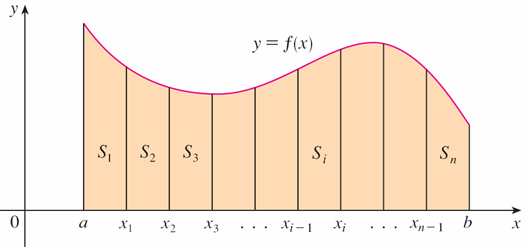 y
y = f(x)
S₁ S₂ S₃ Sᵢ Sₙ
0 a x₁ x₂ x₃ . . . xᵢ₋₁ xᵢ . . . xₙ₋₁ b x